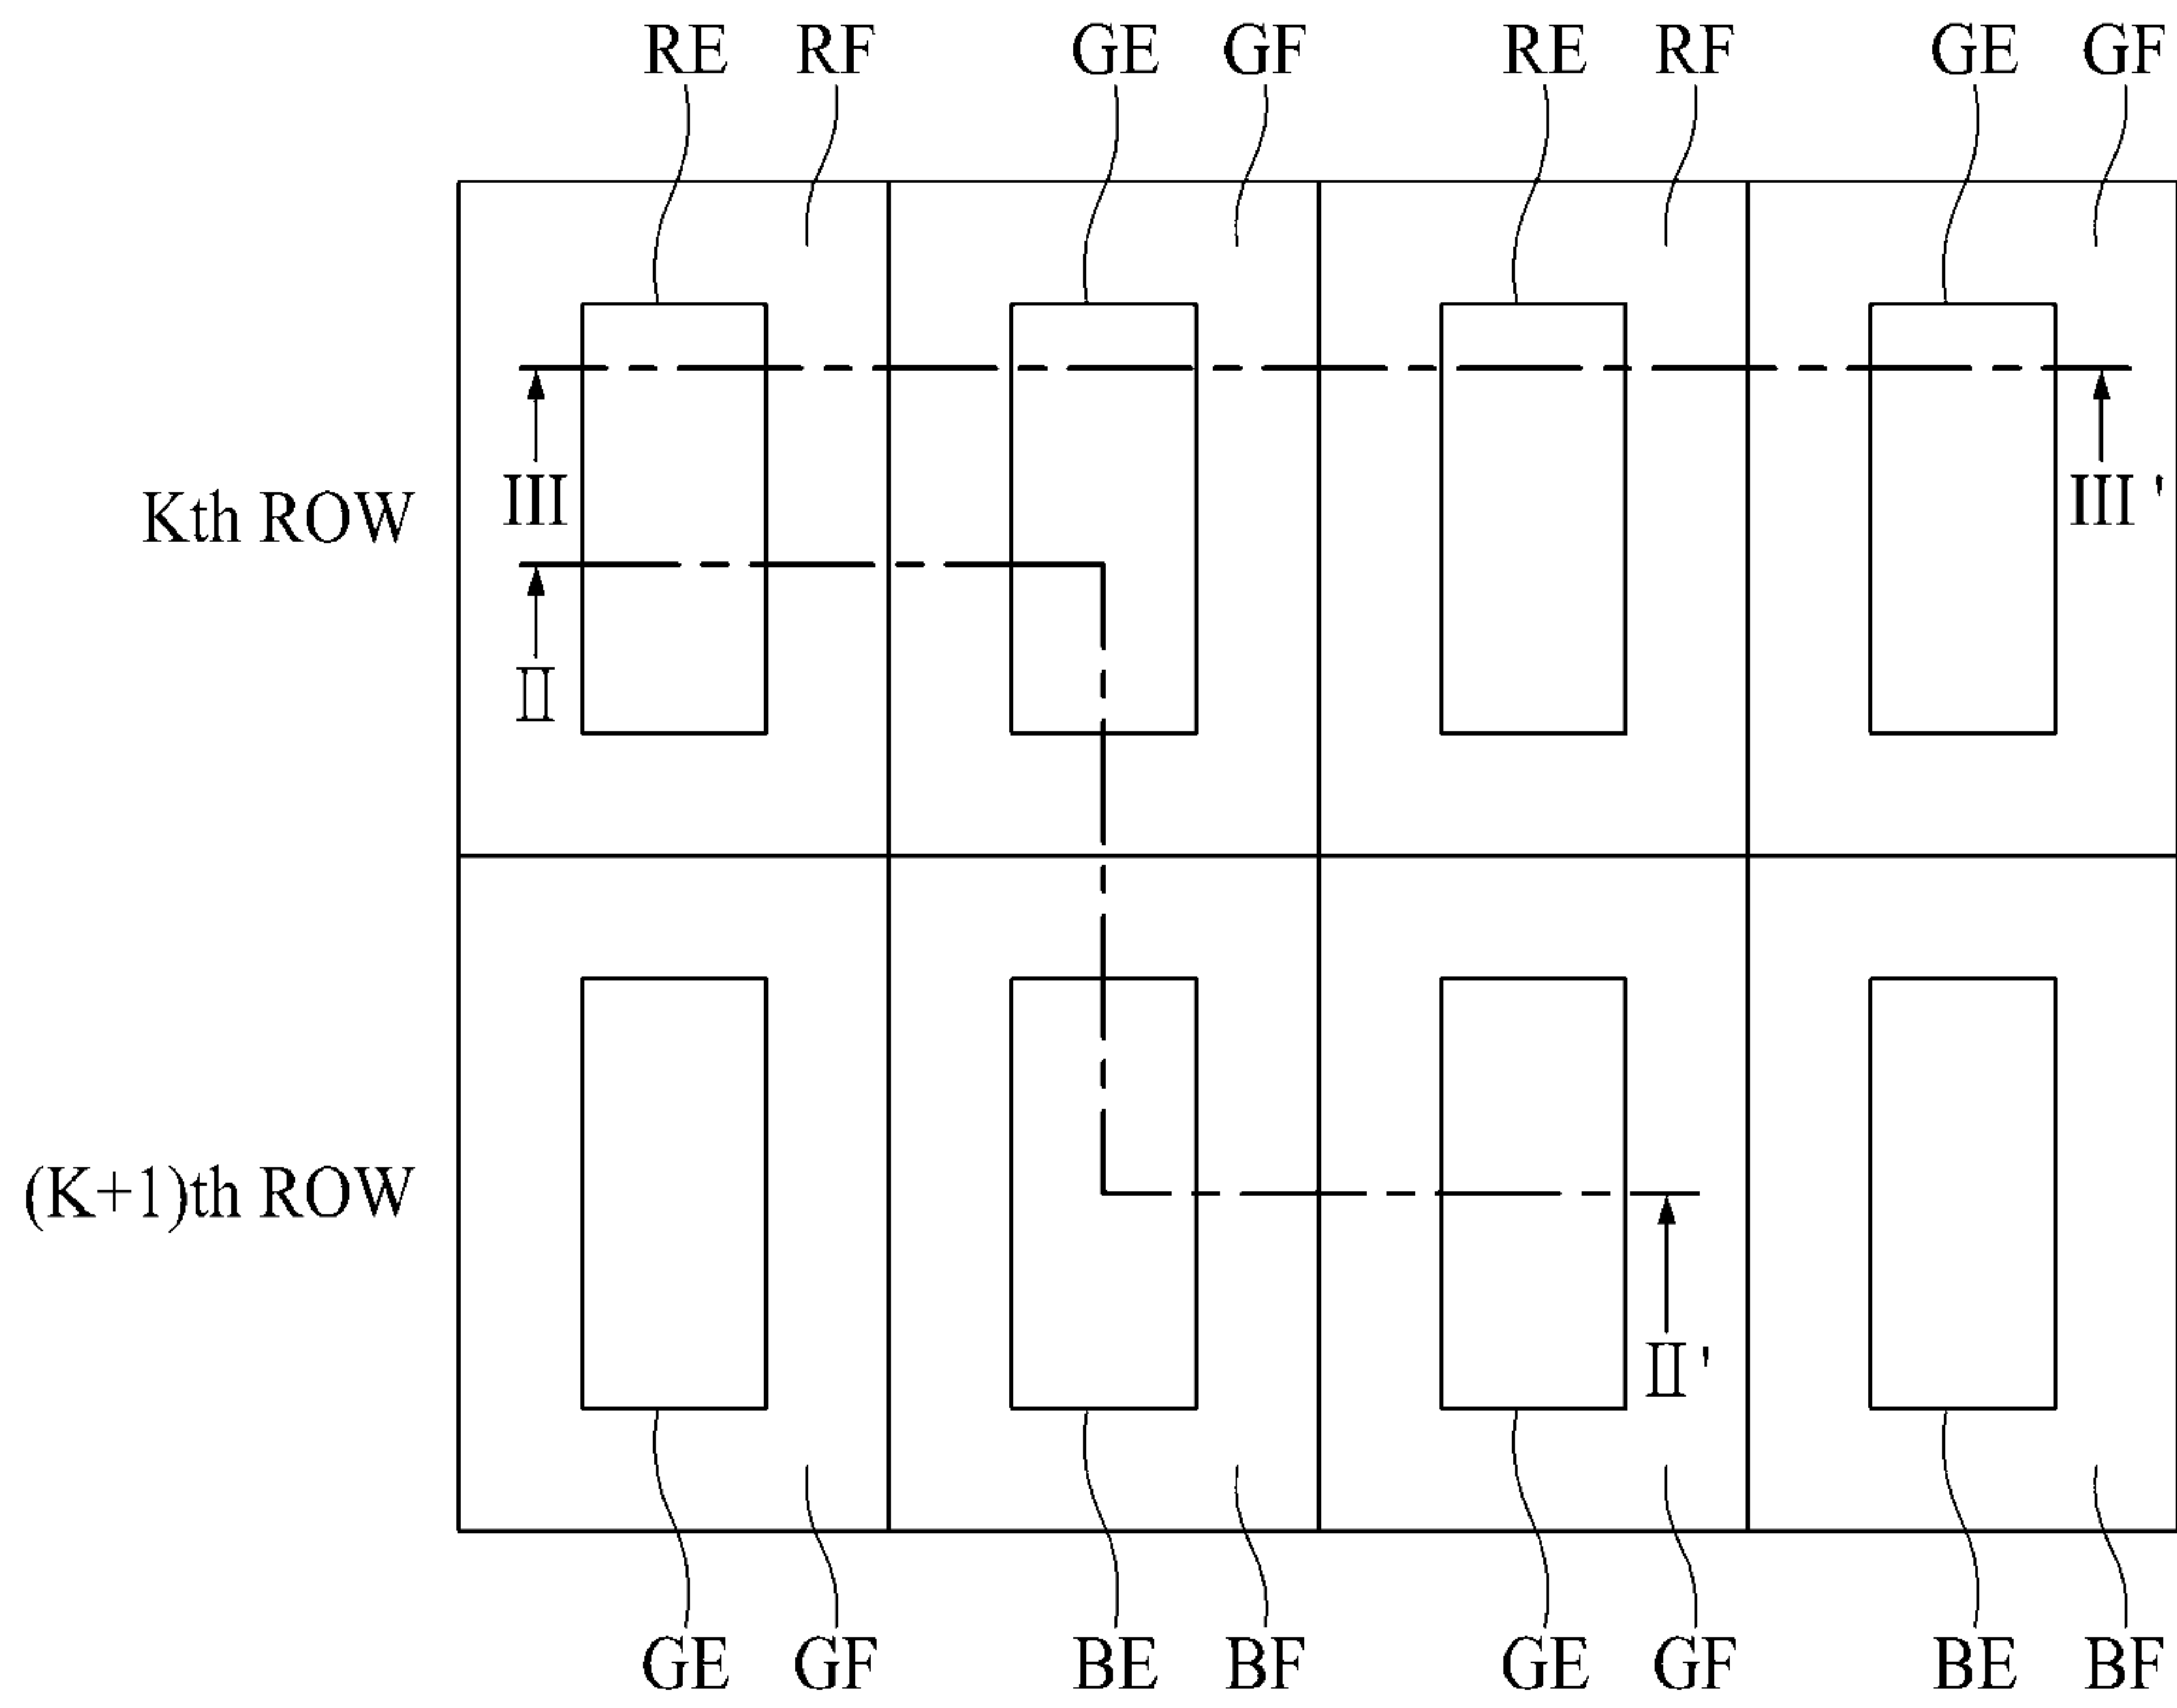 RE RF GE GF RE RF GE GF
III III '
Kth ROW
II
(K+1)th ROW
II '
GE GF BE BF GE GF BE BF